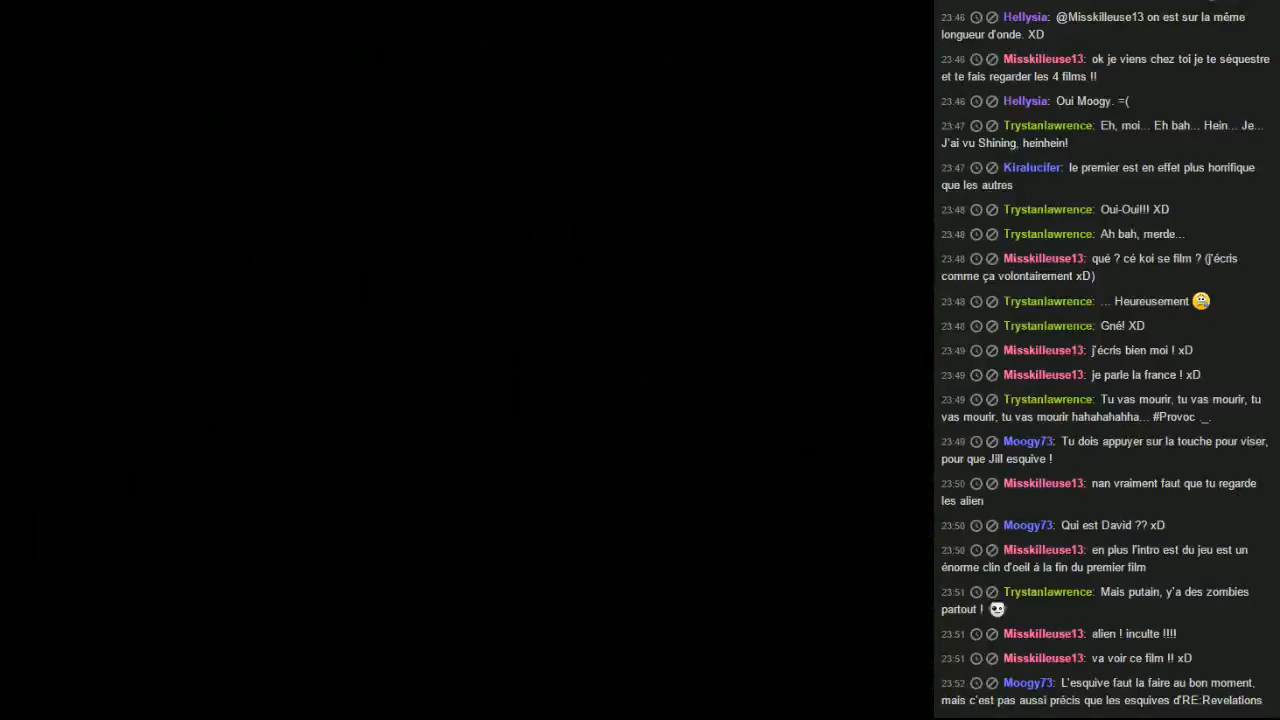 23:46 Hellysia: @Misskilleuse13 on est sur la même
longueur d'onde. XD
23:46 Misskilleuse13: ok je viens chez toi je te séquestre
et te fais regarder les 4 films !!
23:46 Hellysia: Oui Moogy. =(
23:47 Trystanlawrence: Eh, moi... Eh bah... Hein... Je...
J'ai vu Shining, heinhein!
23:47 Kiralucifer: le premier est en effet plus horrifique
que les autres
23:48 Trystanlawrence: Oui-Oui!!! XD
23:48 Trystanlawrence: Ah bah, merde...
23:48 Misskilleuse13: qué ? cé koi se film ? (j'écris
comme ça volontairement xD)
23:48 Trystanlawrence: ... Heureusement
23:48 Trystanlawrence: Gné! XD
23:49 Misskilleuse13: j'écris bien moi ! xD
23:49 Misskilleuse13: je parle la france ! xD
23:49 Trystanlawrence: Tu vas mourir, tu vas mourir, tu
vas mourir, tu vas mourir hahahahahha... #Provoc ._.
23:49 Moogy73: Tu dois appuyer sur la touche pour viser,
pour que Jill esquive !
23:50 Misskilleuse13: nan vraiment faut que tu regarde
les alien
23:50 Moogy73: Qui est David ?? xD
23:50 Misskilleuse13: en plus l'intro est du jeu est un
énorme clin d'oeil à la fin du premier film
23:51 Trystanlawrence: Mais putain, y'a des zombies
partout !
23:51 Misskilleuse13: alien ! inculte !!!!
23:51 Misskilleuse13: va voir ce film !! xD
23:52 Moogy73: L'esquive faut la faire au bon moment,
mais c'est pas aussi précis que les esquives d'RE:Revelations